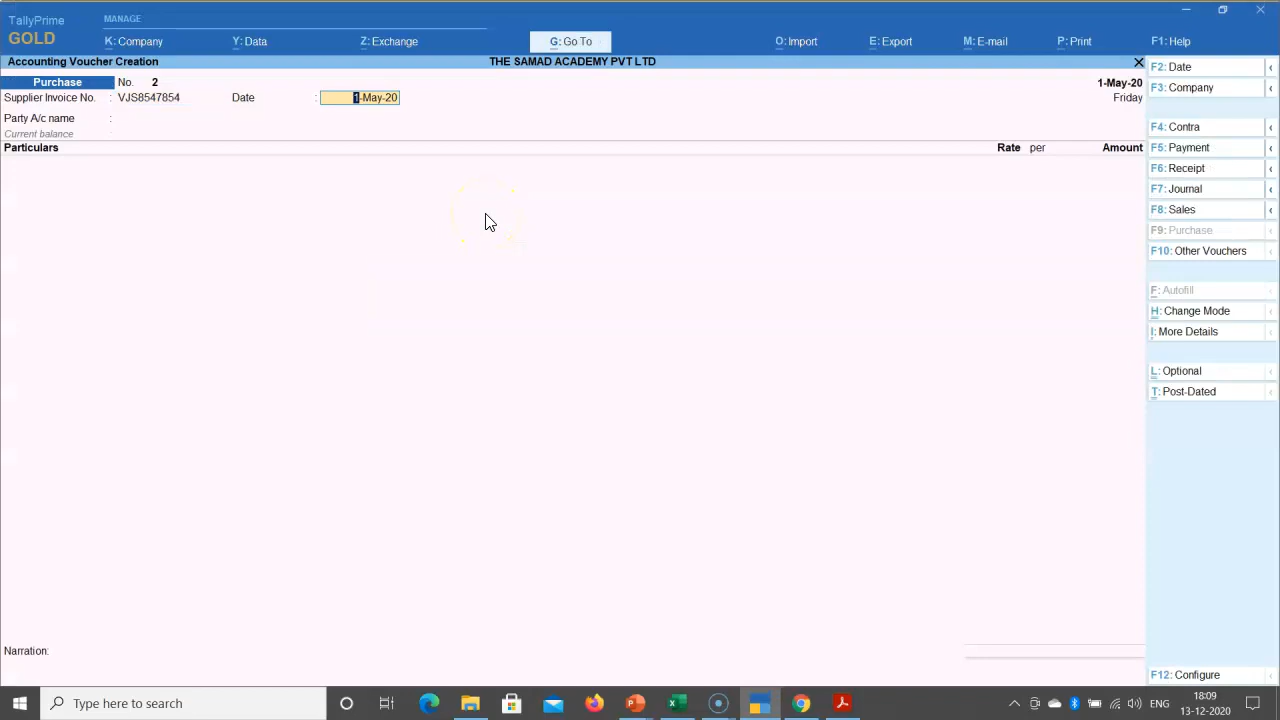 TallyPrime
GOLD
MANAGE
K: Company
Y: Data
Z: Exchange
G: Go To
O: Import
E: Export
M: E-mail
P: Print
F1: Help
Accounting Voucher Creation
THE SAMAD ACADEMY PVT LTD
Purchase No. 2
1-May-20
Supplier Invoice No. : VJS8547854 Date : 1-May-20
Friday
Party A/c name :
Current balance :
Particulars Rate per Amount
Narration:
F2: Date
F3: Company
F4: Contra
F5: Payment
F6: Receipt
F7: Journal
F8: Sales
F9: Purchase
F10: Other Vouchers
F: Autofill
H: Change Mode
I: More Details
L: Optional
T: Post-Dated
F12: Configure
Type here to search
ENG
18:09
13-12-2020